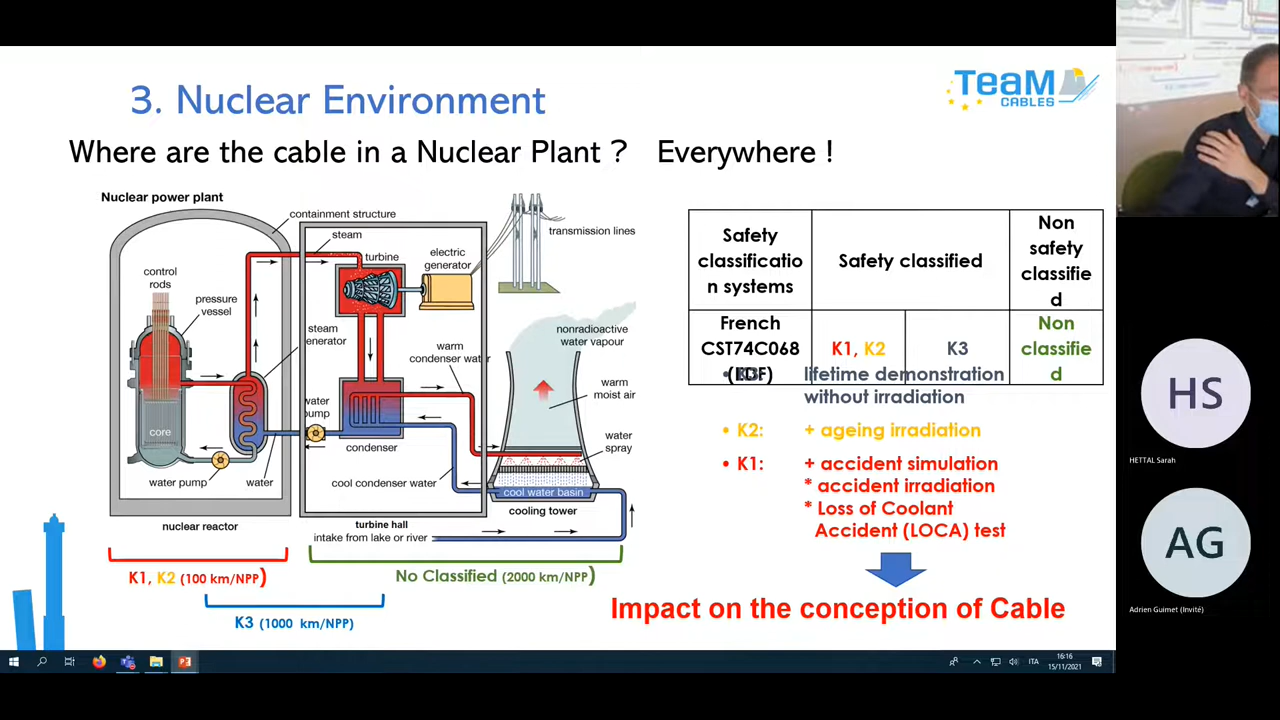 3. Nuclear Environment
TeaM
CABLES
Where are the cable in a Nuclear Plant ? Everywhere !
Nuclear power plant
containment structure
steam
turbine
electric
generator
transmission lines
control
rods
pressure
vessel
steam
enerator
warm
condenser water
nonradioactive
water vapour
warm
moist air
water
spray
core
water
pump
condenser
water pump
water
cool condenser water
cool water basin
cooling tower
nuclear reactor
turbine hall
intake from lake or river
K1, K2 (100 km/NPP)
No Classified (2000 km/NPP)
K3 (1000 km/NPP)
Safety
classificatio
n systems
Safety classified
Non
safety
classifie
d
French
CST74C068
(EDF)
K1, K2
K3
Non
classifie
d
• K3: lifetime demonstration
without irradiation
• K2: + ageing irradiation
• K1: + accident simulation
* accident irradiation
* Loss of Coolant
Accident (LOCA) test
Impact on the conception of Cable
HS
HETTAL Sarah
AG
Adrien Guimet (Invité)
ITA
16:16
15/11/2021